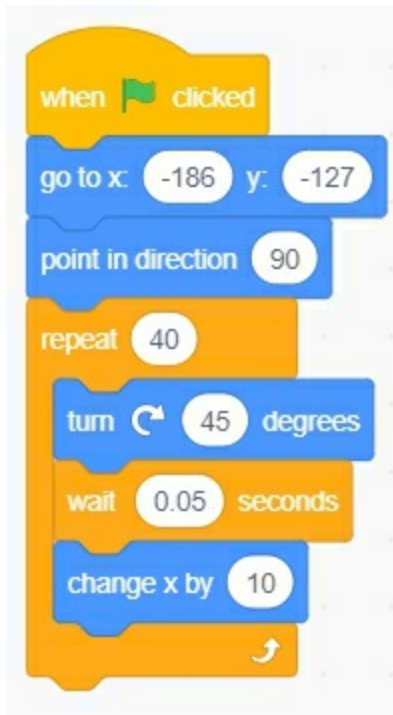 when clicked
go to x: -186 y: -127
point in direction 90
repeat 40
turn 45 degrees
wait 0.05 seconds
change x by 10